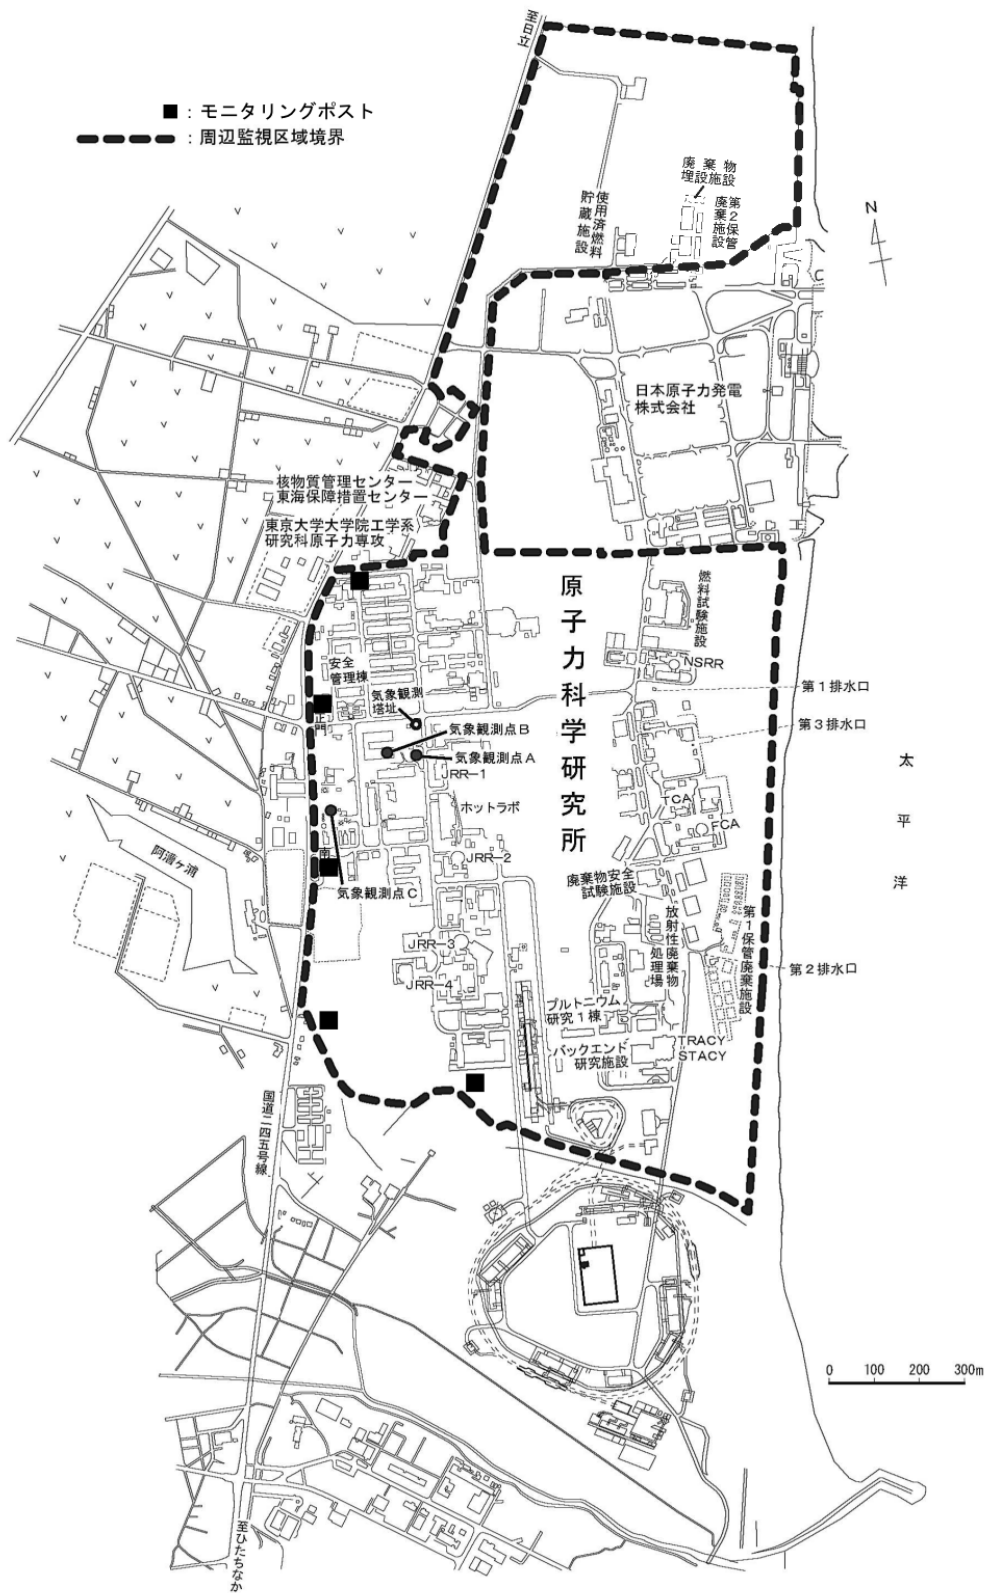 至日立
■：モニタリングポスト
：周辺監視区域境界
廃棄物
埋設施設
第2保管
廃棄施設
使用済燃料
貯蔵施設
N
日本原子力発電
株式会社
核物質管理センター
東海保障措置センター
東京大学大学院工学系
研究科原子力専攻
原子力科学研究所
燃料試験施設
NSRR
安全
管理棟
気象観測
塔址
正門
第1排水口
第3排水口
気象観測点B
気象観測点A
JRR-1
太平洋
TCA
ホットラボ
FCA
阿漕ヶ浦
南
JRR-2
気象観測点C
廃棄物安全
試験施設
放射性廃棄物
処理場
第1保管廃棄施設
JRR-3
JRR-4
第2排水口
プルトニウム
研究1棟
TRACY
STACY
バックエンド
研究施設
国道二四五号線
0 100 200 300m
至ひたちなか